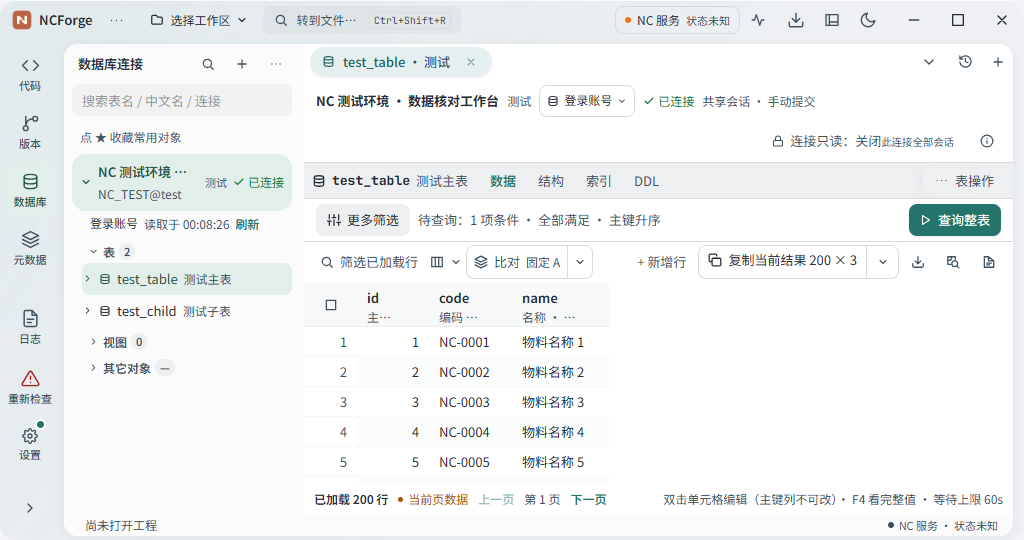 NCForge ··· 选择工作区 转到文件… Ctrl+Shift+R NC 服务 状态未知
代码
版本
数据库
元数据
日志
重新检查
设置
数据库连接 ···
搜索表名 / 中文名 / 连接
点 ★ 收藏常用对象
NC 测试环境 ··· 测试 已连接
NC_TEST@test
登录账号 读取于 00:08:26 刷新
表 2
test_table 测试主表
test_child 测试子表
视图 0
其它对象 —
尚未打开工程
test_table • 测试
NC 测试环境 • 数据核对工作台 测试 登录账号 已连接 共享会话 • 手动提交
连接只读：关闭此连接全部会话
test_table 测试主表 数据 结构 索引 DDL ··· 表操作
更多筛选 待查询：1 项条件 • 全部满足 • 主键升序 查询整表
筛选已加载行 比对 固定 A + 新增行 复制当前结果 200 × 3
id code name
主… 编码 … 名称 • …
1 1 NC-0001 物料名称 1
2 2 NC-0002 物料名称 2
3 3 NC-0003 物料名称 3
4 4 NC-0004 物料名称 4
5 5 NC-0005 物料名称 5
已加载 200 行 • 当前页数据 上一页 第 1 页 下一页 双击单元格编辑（主键列不可改）• F4 看完整值 • 等待上限 60s
NC 服务 • 状态未知